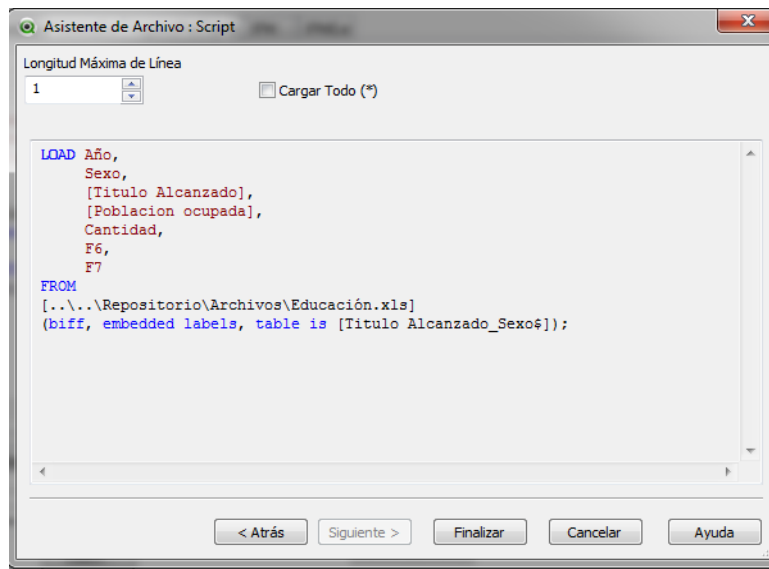 Asistente de Archivo : Script
Longitud Máxima de Línea
1
Cargar Todo (*)
LOAD Año,
Sexo,
[Titulo Alcanzado],
[Poblacion ocupada],
Cantidad,
F6,
F7
FROM
[..\..\Repositorio\Archivos\Educación.xls]
(biff, embedded labels, table is [Titulo Alcanzado_Sexo$]);
< Atrás
Siguiente >
Finalizar
Cancelar
Ayuda